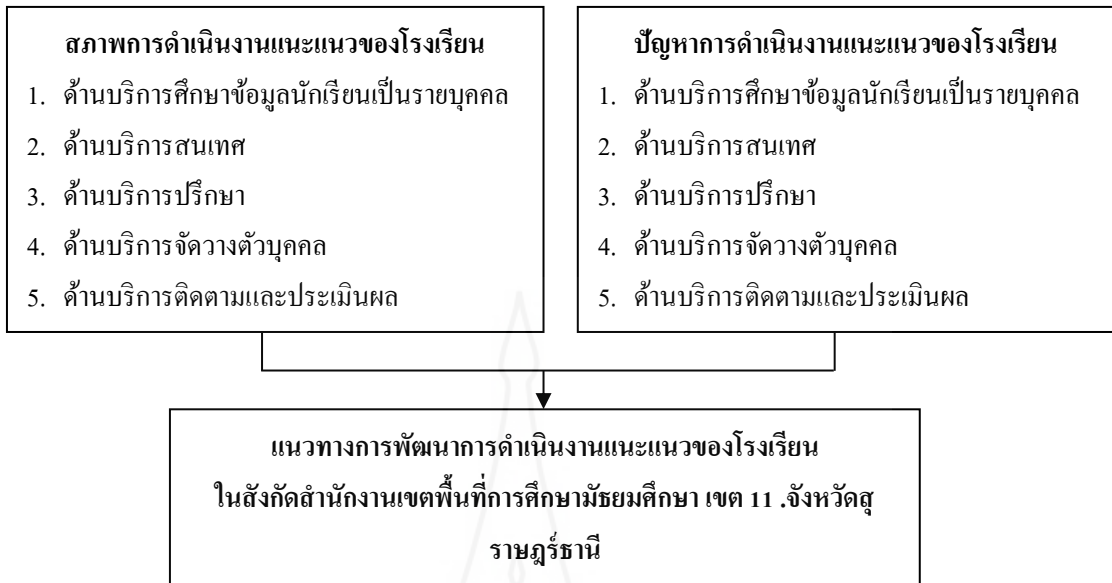 สภาพการดำเนินงานแนะแนวของโรงเรียน
1. ด้านบริการศึกษาข้อมูลนักเรียนเป็นรายบุคคล
2. ด้านบริการสนเทศ
3. ด้านบริการปรึกษา
4. ด้านบริการจัดวางตัวบุคคล
5. ด้านบริการติดตามและประเมินผล
ปัญหาการดำเนินงานแนะแนวของโรงเรียน
1. ด้านบริการศึกษาข้อมูลนักเรียนเป็นรายบุคคล
2. ด้านบริการสนเทศ
3. ด้านบริการปรึกษา
4. ด้านบริการจัดวางตัวบุคคล
5. ด้านบริการติดตามและประเมินผล
แนวทางการพัฒนาการดำเนินงานแนะแนวของโรงเรียน
ในสังกัดสำนักงานเขตพื้นที่การศึกษามัธยมศึกษา เขต 11 .จังหวัดสุ
ราษฎร์ธานี